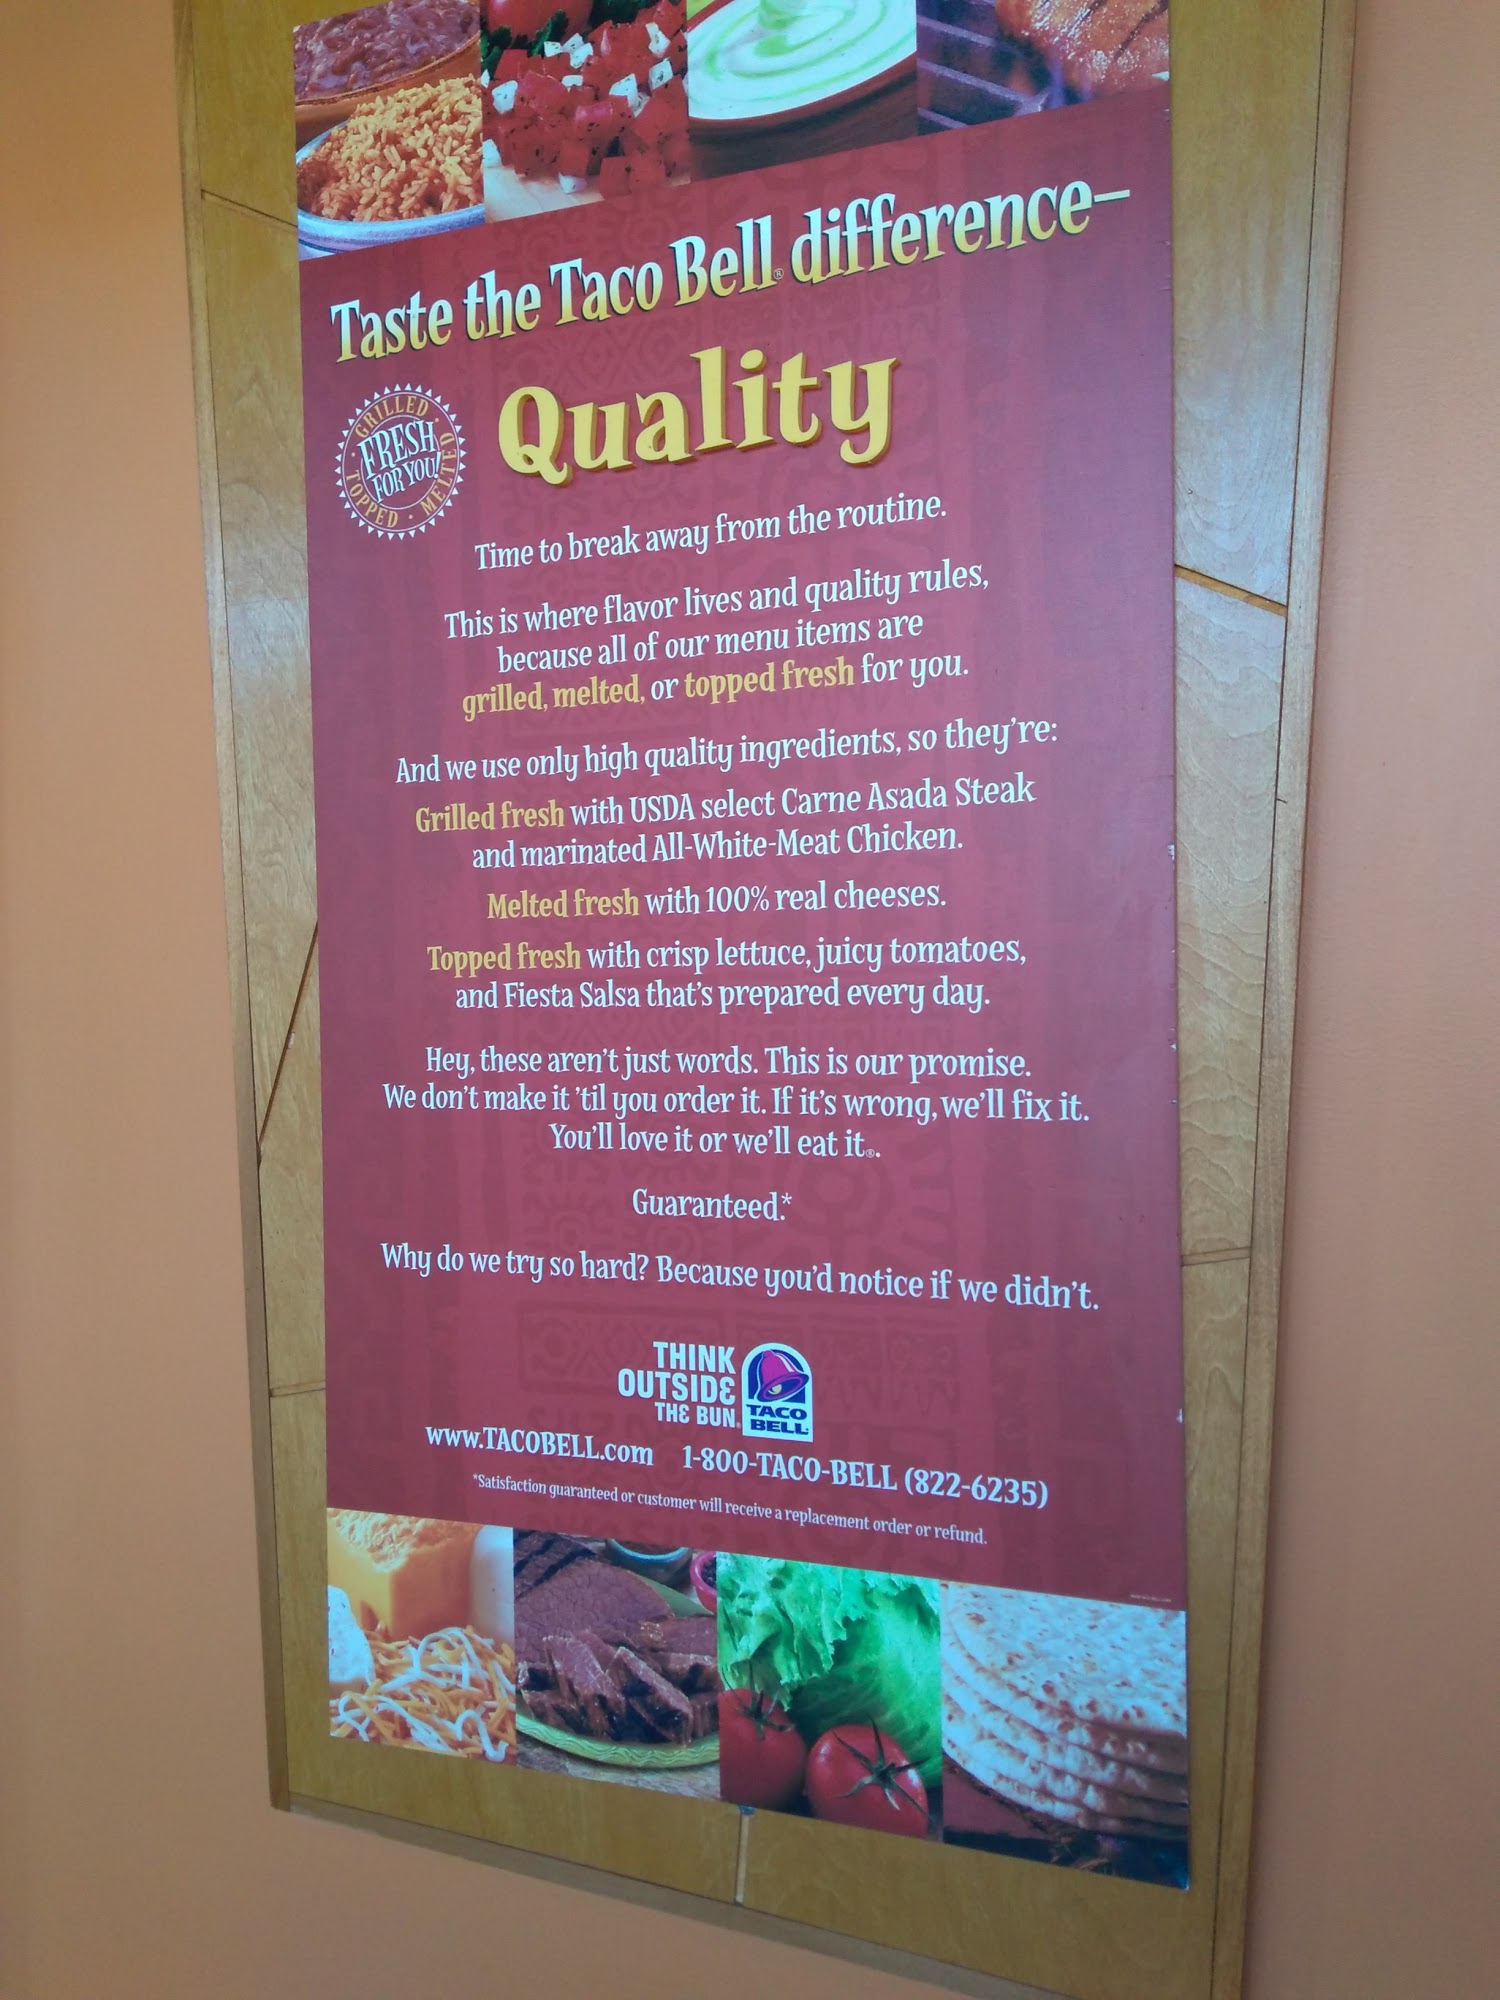 Taste the Taco Bell® difference–
Quality
GRILLED · MELTED · TOPPED ·
FRESH
FOR YOU!
Time to break away from the routine.
This is where flavor lives and quality rules,
because all of our menu items are
grilled, melted, or topped fresh for you.
And we use only high quality ingredients, so they're:
Grilled fresh with USDA select Carne Asada Steak
and marinated All-White-Meat Chicken.
Melted fresh with 100% real cheeses.
Topped fresh with crisp lettuce, juicy tomatoes,
and Fiesta Salsa that's prepared every day.
Hey, these aren't just words. This is our promise.
We don't make it 'til you order it. If it's wrong, we'll fix it.
You'll love it or we'll eat it®.
Guaranteed.*
Why do we try so hard? Because you'd notice if we didn't.
THINK
OUTSIDE
THE BUN.®
TACO
BELL®
www.TACOBELL.com 1-800-TACO-BELL (822-6235)
*Satisfaction guaranteed or customer will receive a replacement order or refund.